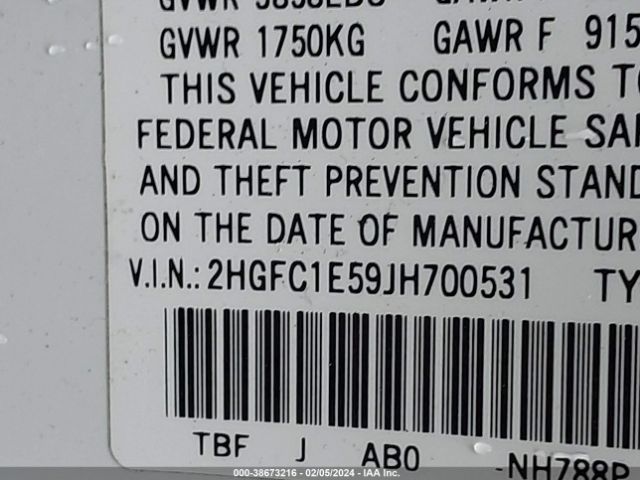 GVWR 1750KG GAWR F 915
THIS VEHICLE CONFORMS TO
FEDERAL MOTOR VEHICLE SA
AND THEFT PREVENTION STAND
ON THE DATE OF MANUFACTUR
V.I.N.: 2HGFC1E59JH700531 TY
TBF J AB0 -NH788P
000-38673216 - 02/05/2024 - IAA Inc.